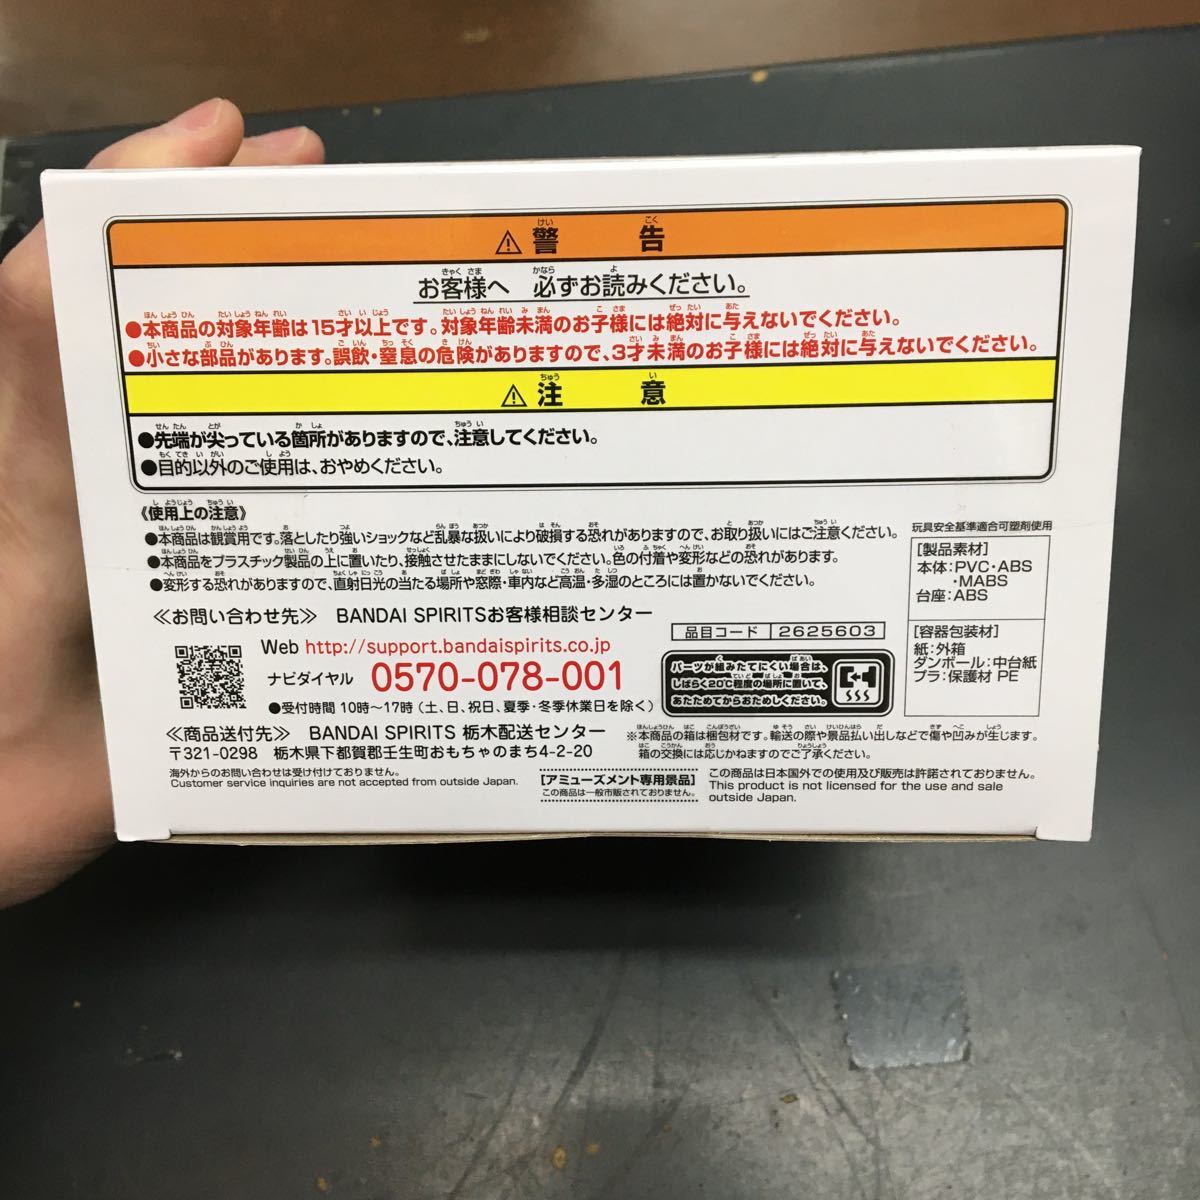 ⚠ 警告
お客様へ 必ずお読みください。
●本商品の対象年齢は15才以上です。対象年齢未満のお子様には絶対に与えないでください。
●小さな部品があります。誤飲・窒息の危険がありますので、3才未満のお子様には絶対に与えないでください。
⚠ 注意
●先端が尖っている箇所がありますので、注意してください。
●目的以外のご使用は、おやめください。
《使用上の注意》
●本商品は観賞用です。落としたり強いショックなど乱暴な扱いにより破損する恐れがありますので、お取り扱いにはご注意ください。
●本商品をプラスチック製品の上に置いたり、接触させたままにしないでください。色の付着や変形などの恐れがあります。
●変形する恐れがありますので、直射日光の当たる場所や窓際・車内など高温・多湿のところには置かないでください。
≪お問い合わせ先≫ BANDAI SPIRITSお客様相談センター
Web http://support.bandaispirits.co.jp
ナビダイヤル 0570-078-001
●受付時間 10時〜17時(土、日、祝日、夏季・冬季休業日を除く)
≪商品送付先≫ BANDAI SPIRITS 栃木配送センター
〒321-0298 栃木県下都賀郡壬生町おもちゃのまち4-2-20
海外からのお問い合わせは受け付けておりません。
Customer service inquiries are not accepted from outside Japan.
品目コード 2625603
パーツが組みたてにくい場合は、
しばらく20℃程度の場所に置いて、
あたためてからおためしください。
玩具安全基準適合可塑剤使用
[製品素材]
本体:PVC・ABS
・MABS
台座:ABS
[容器包装材]
紙:外箱
ダンボール:中台紙
プラ:保護材 PE
※本商品の箱は梱包材です。輸送の際や景品払い出しなどで傷や凹みが生じます。
箱の交換には応じかねますのでご了承ください。
【アミューズメント専用景品】
この商品は一般市販されておりません。
この商品は日本国外での使用及び販売は許諾されておりません。
This product is not licensed for the use and sale
outside Japan.